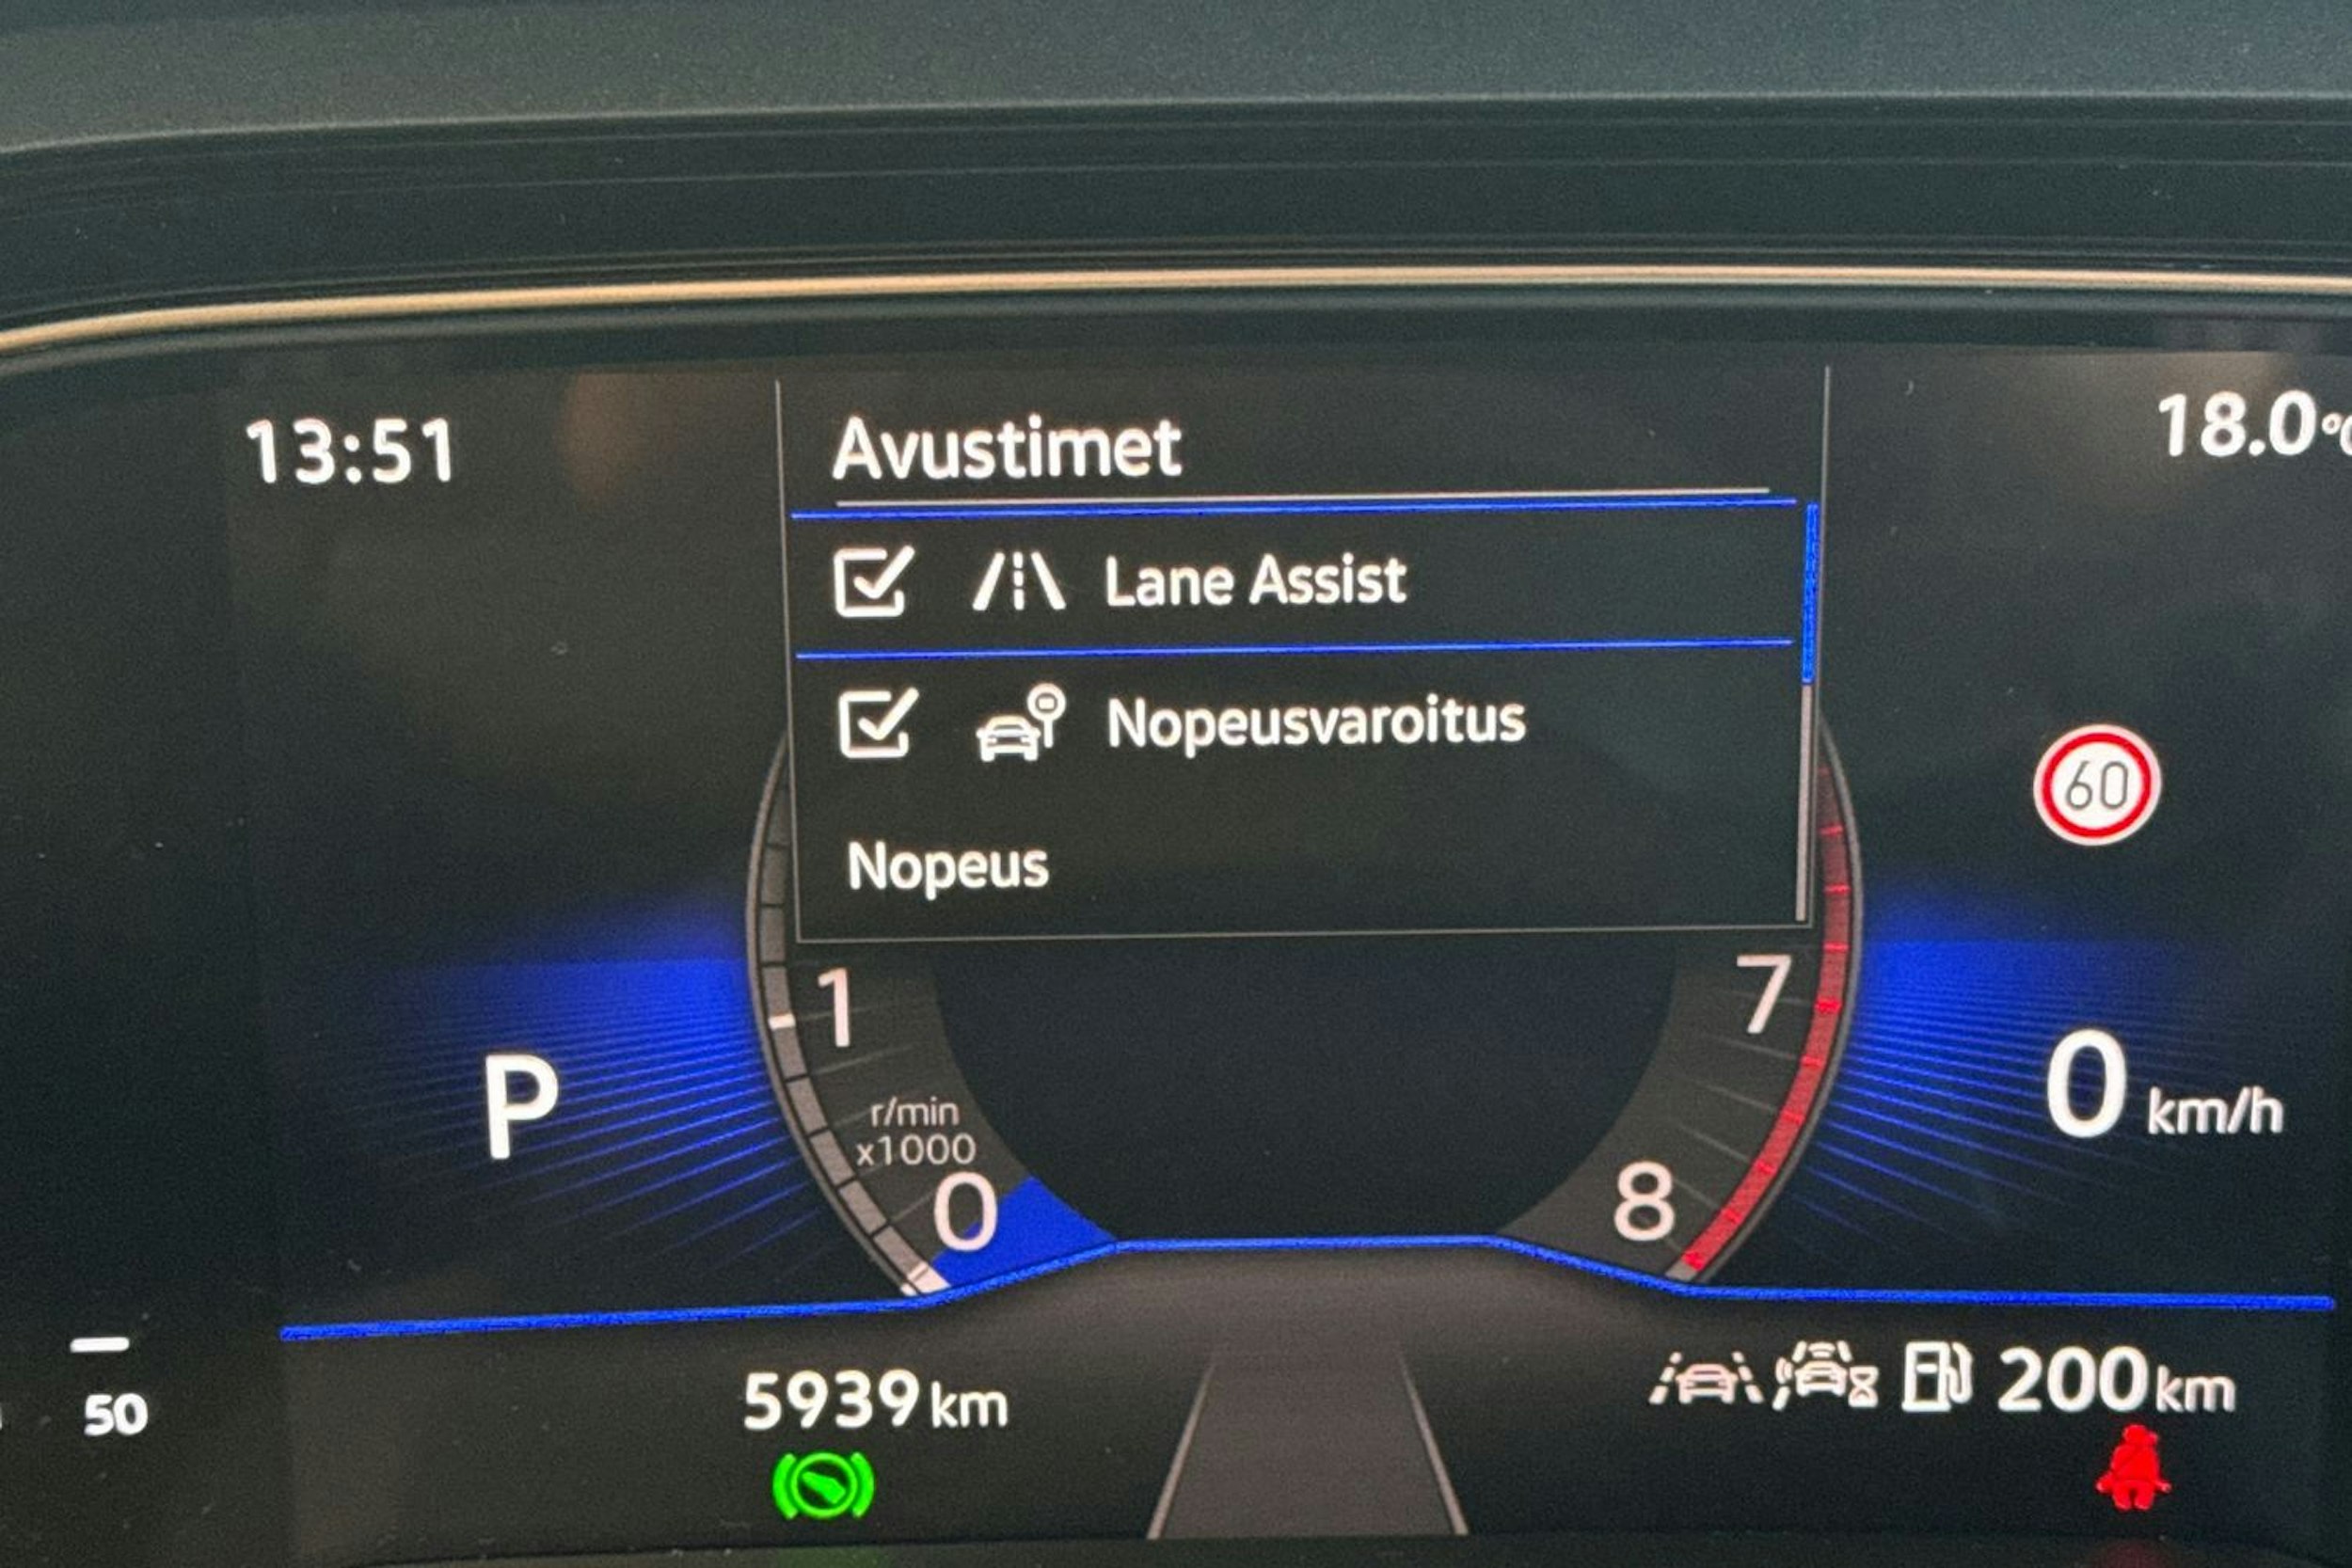 13:51
Avustimet
18.0°C
Lane Assist
Nopeusvaroitus
60
Nopeus
1
7
P
0 km/h
r/min
x1000
0
8
50
5939 km
200 km